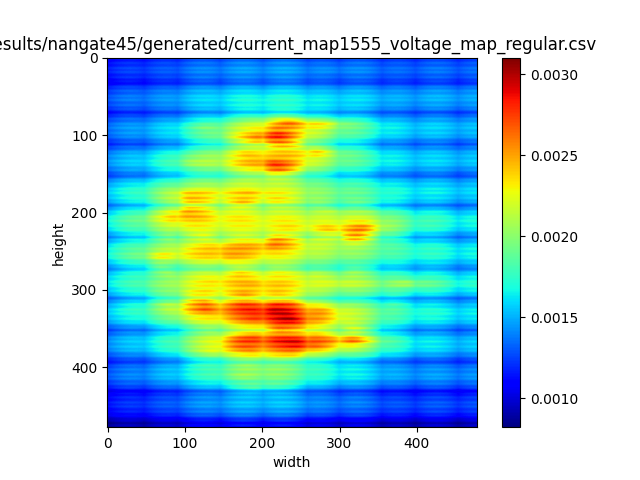 esults/nangate45/generated/current_map1555_voltage_map_regular.csv
0
100
200
300
400
height
0 100 200 300 400
width
0.0030
0.0025
0.0020
0.0015
0.0010